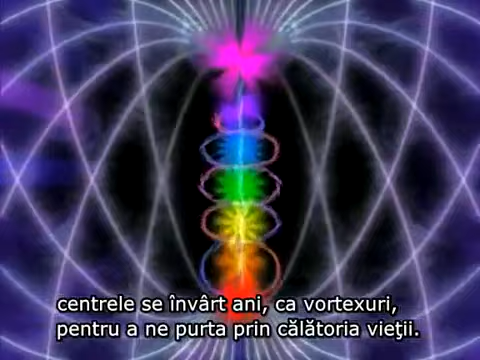 centrele se învârt ani, ca vortexuri,
pentru a ne purta prin călătoria vieţii.